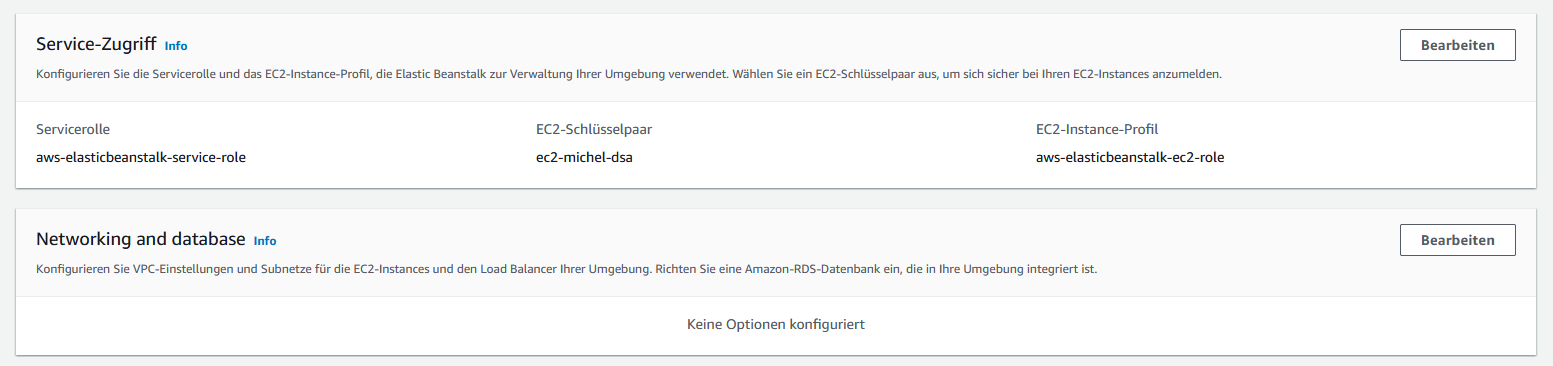 Service-Zugriff Info
Bearbeiten
Konfigurieren Sie die Servicerolle und das EC2-Instance-Profil, die Elastic Beanstalk zur Verwaltung Ihrer Umgebung verwendet. Wählen Sie ein EC2-Schlüsselpaar aus, um sich sicher bei Ihren EC2-Instances anzumelden.
Servicerolle
aws-elasticbeanstalk-service-role
EC2-Schlüsselpaar
ec2-michel-dsa
EC2-Instance-Profil
aws-elasticbeanstalk-ec2-role
Networking and database Info
Bearbeiten
Konfigurieren Sie VPC-Einstellungen und Subnetze für die EC2-Instances und den Load Balancer Ihrer Umgebung. Richten Sie eine Amazon-RDS-Datenbank ein, die in Ihre Umgebung integriert ist.
Keine Optionen konfiguriert